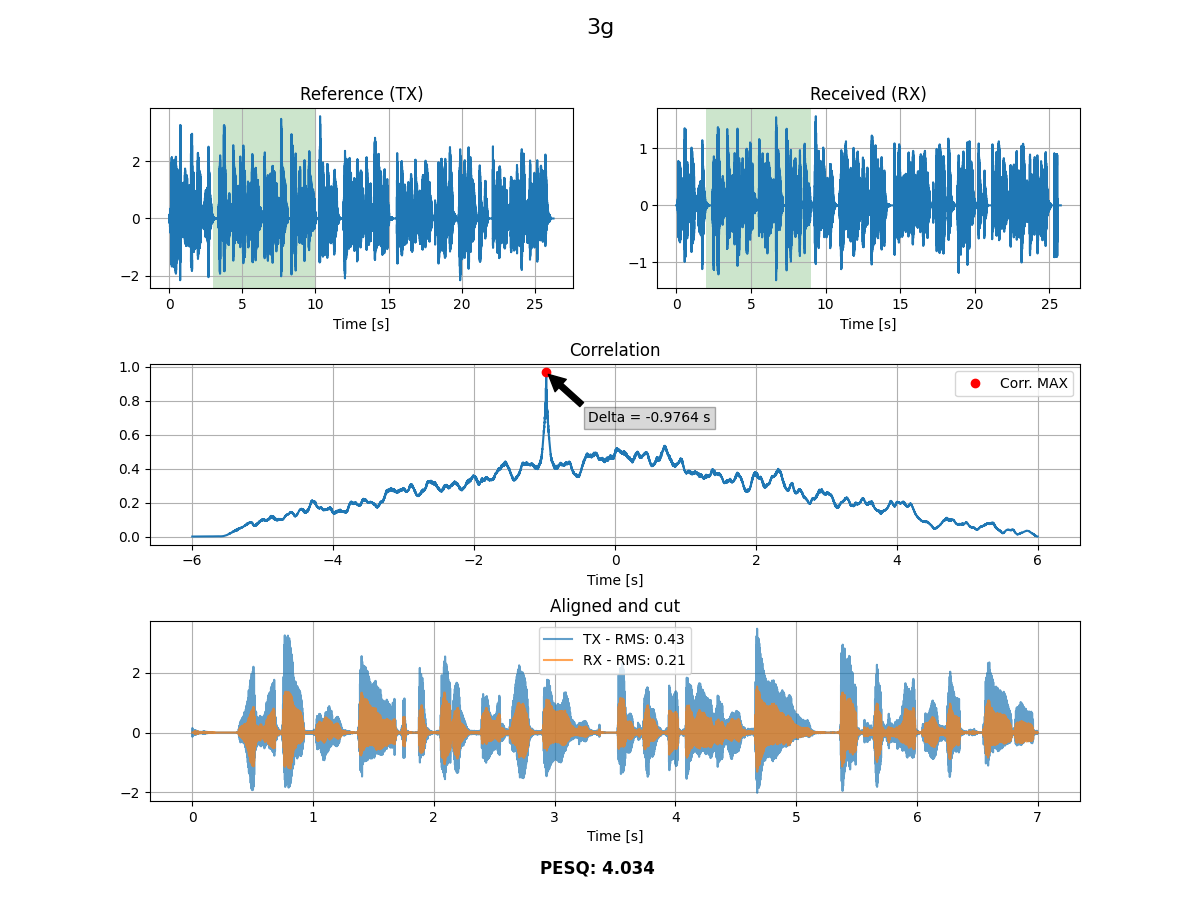 3g
Reference (TX)
Received (RX)
2
0
−2
1
0
−1
0 5 10 15 20 25
0 5 10 15 20 25
Time [s]
Time [s]
Correlation
1.0
0.8
0.6
0.4
0.2
0.0
Corr. MAX
Delta = -0.9764 s
−6 −4 −2 0 2 4 6
Time [s]
Aligned and cut
TX - RMS: 0.43
RX - RMS: 0.21
2
0
−2
0 1 2 3 4 5 6 7
Time [s]
PESQ: 4.034